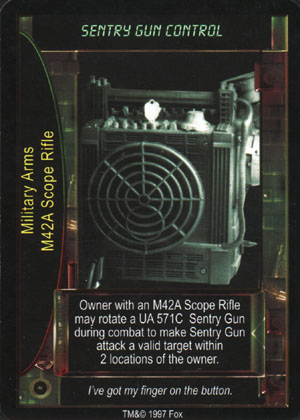 SENTRY GUN CONTROL
Military Arms
M42A Scope Rifle
Owner with an M42A Scope Rifle
may rotate a UA 571C Sentry Gun
during combat to make Sentry Gun
attack a valid target within
2 locations of the owner.
I've got my finger on the button.
TM&© 1997 Fox